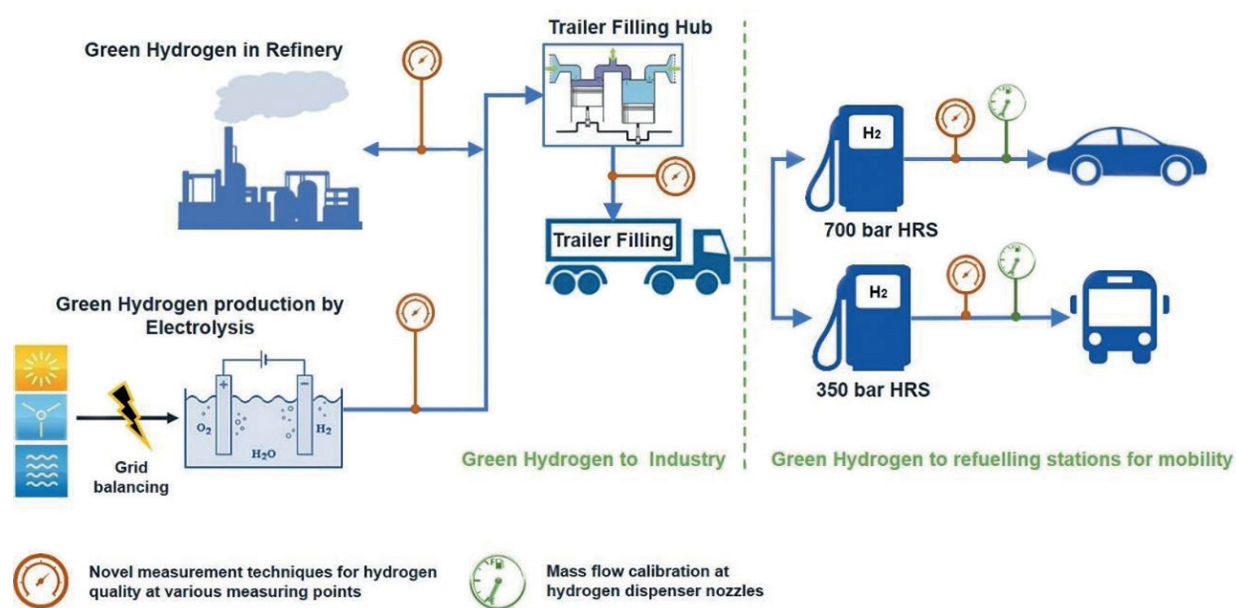 Trailer Filling Hub
Green Hydrogen in Refinery
H2
700 bar HRS
Trailer Filling
Green Hydrogen production by
Electrolysis
H2
350 bar HRS
+
−
O2
H2
H2O
Grid
balancing
Green Hydrogen to Industry
Green Hydrogen to refuelling stations for mobility
Novel measurement techniques for hydrogen
quality at various measuring points
Mass flow calibration at
hydrogen dispenser nozzles